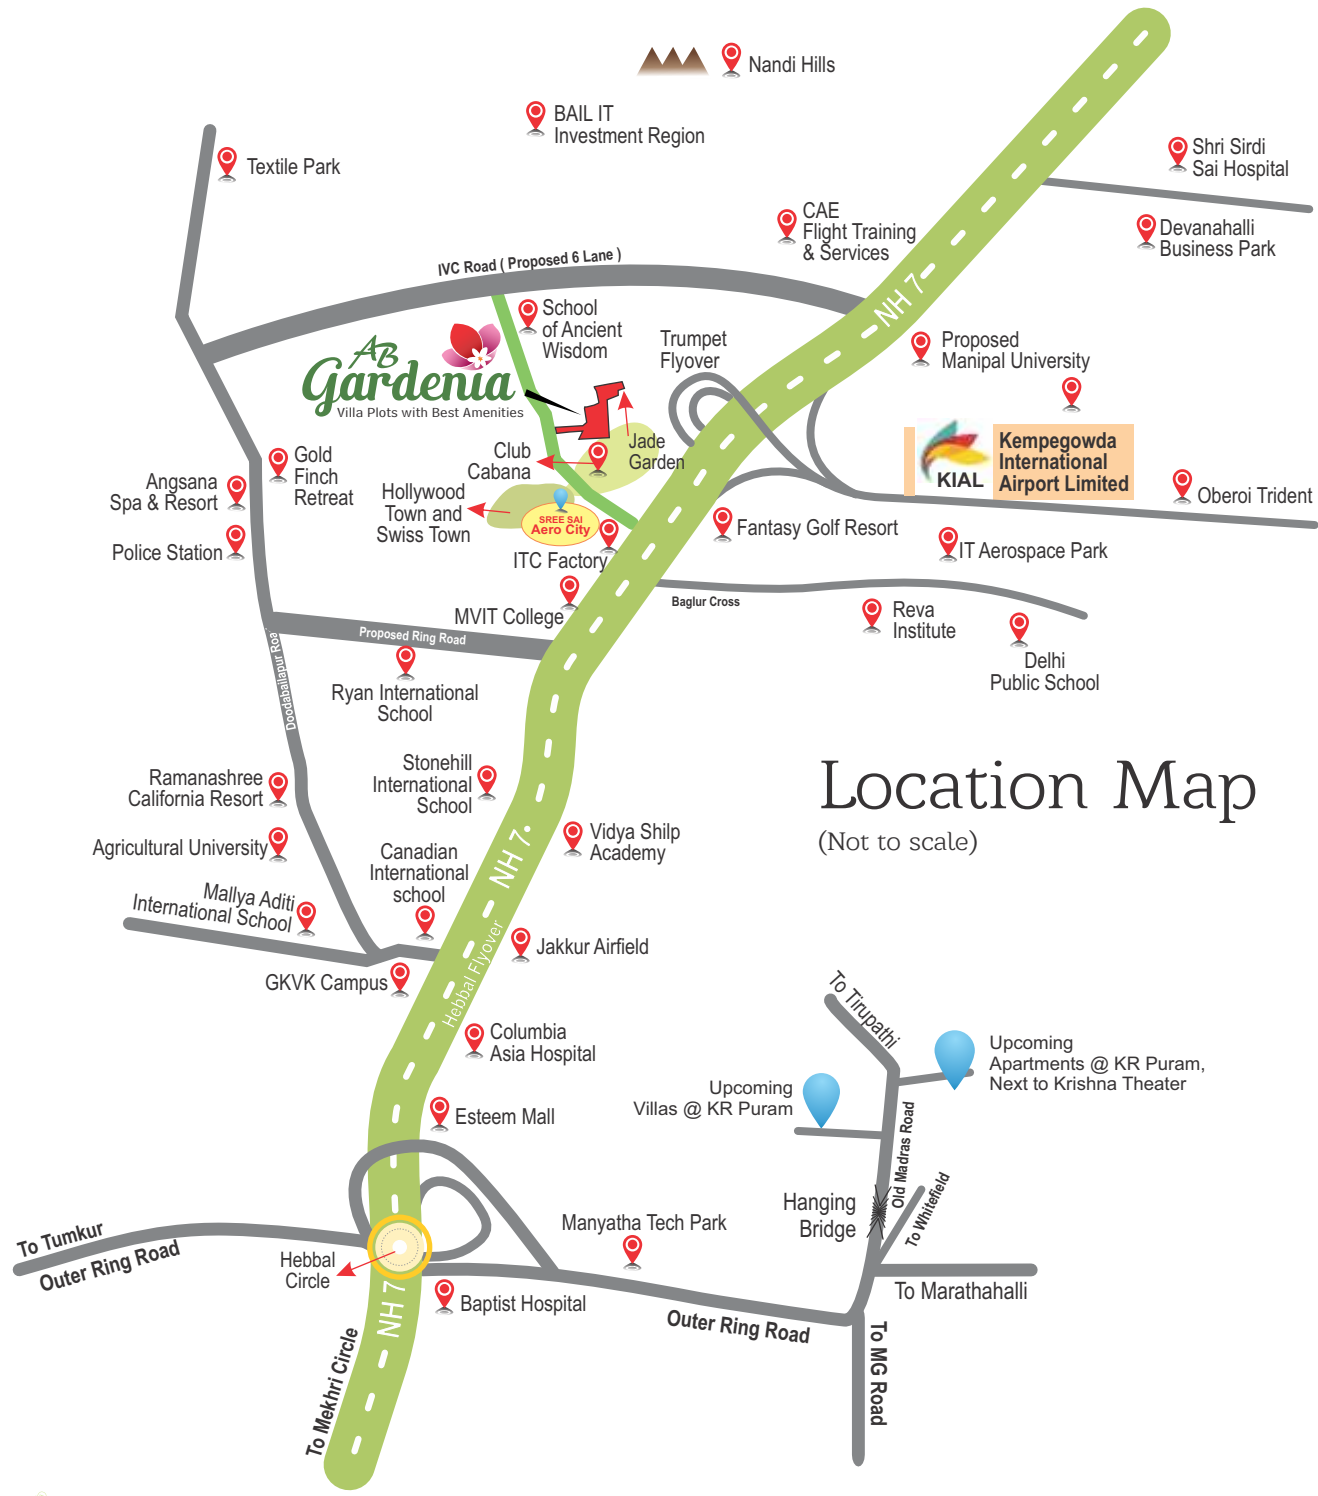 Nandi Hills
BAIL IT
Investment Region
Textile Park
Shri Sirdi
Sai Hospital
CAE
Flight Training
& Services
Devanahalli
Business Park
IVC Road ( Proposed 6 Lane )
NH 7
School
of Ancient
Wisdom
Trumpet
Flyover
Proposed
Manipal University
AB
Gardenia
Villa Plots with Best Amenities
Jade
Garden
Club
Cabana
Kempegowda
International
Airport Limited
KIAL
Gold
Finch
Retreat
Angsana
Spa & Resort
Hollywood
Town and
Swiss Town
SREE SAI
Aero City
Oberoi Trident
Fantasy Golf Resort
Police Station
ITC Factory
IT Aerospace Park
MVIT College
Baglur Cross
Reva
Institute
Proposed Ring Road
Doodaballapur Roa
Delhi
Public School
Ryan International
School
Stonehill
International
School
Ramanashree
California Resort
Location Map
(Not to scale)
NH 7
Vidya Shilp
Academy
Agricultural University
Canadian
International
school
Mallya Aditi
International School
Hebbal Flyover
Jakkur Airfield
GKVK Campus
To Tirupathi
Columbia
Asia Hospital
Upcoming
Apartments @ KR Puram,
Next to Krishna Theater
Upcoming
Villas @ KR Puram
Esteem Mall
Old Madras Road
Hanging
Bridge
To Whitefield
Manyatha Tech Park
To Tumkur
Outer Ring Road
Hebbal
Circle
To Marathahalli
NH 7
Baptist Hospital
Outer Ring Road
To MG Road
To Mekhri Circle